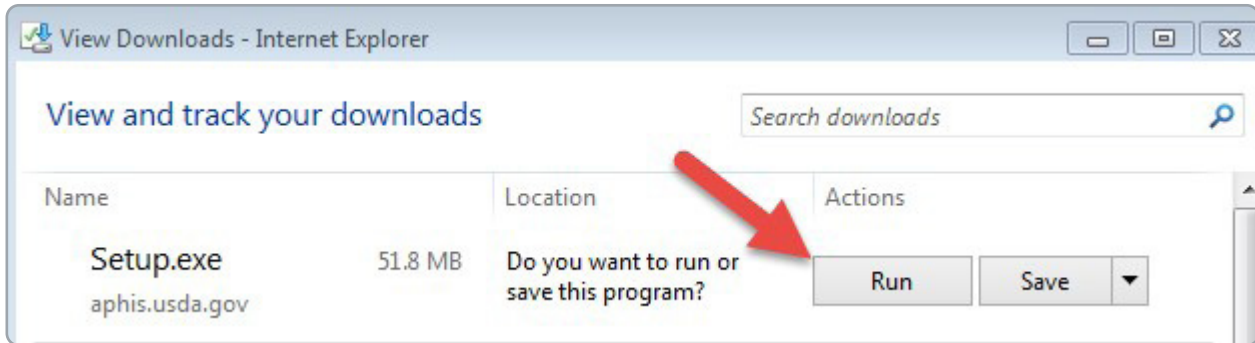 View Downloads - Internet Explorer
View and track your downloads
Search downloads
Name Location Actions
Setup.exe 51.8 MB Do you want to run or Run Save
aphis.usda.gov save this program?